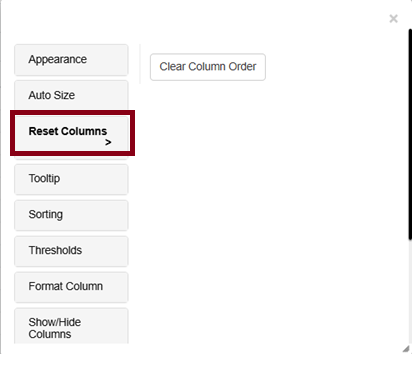 ×
Appearance
Clear Column Order
Auto Size
Reset Columns
>
Tooltip
Sorting
Thresholds
Format Column
Show/Hide
Columns